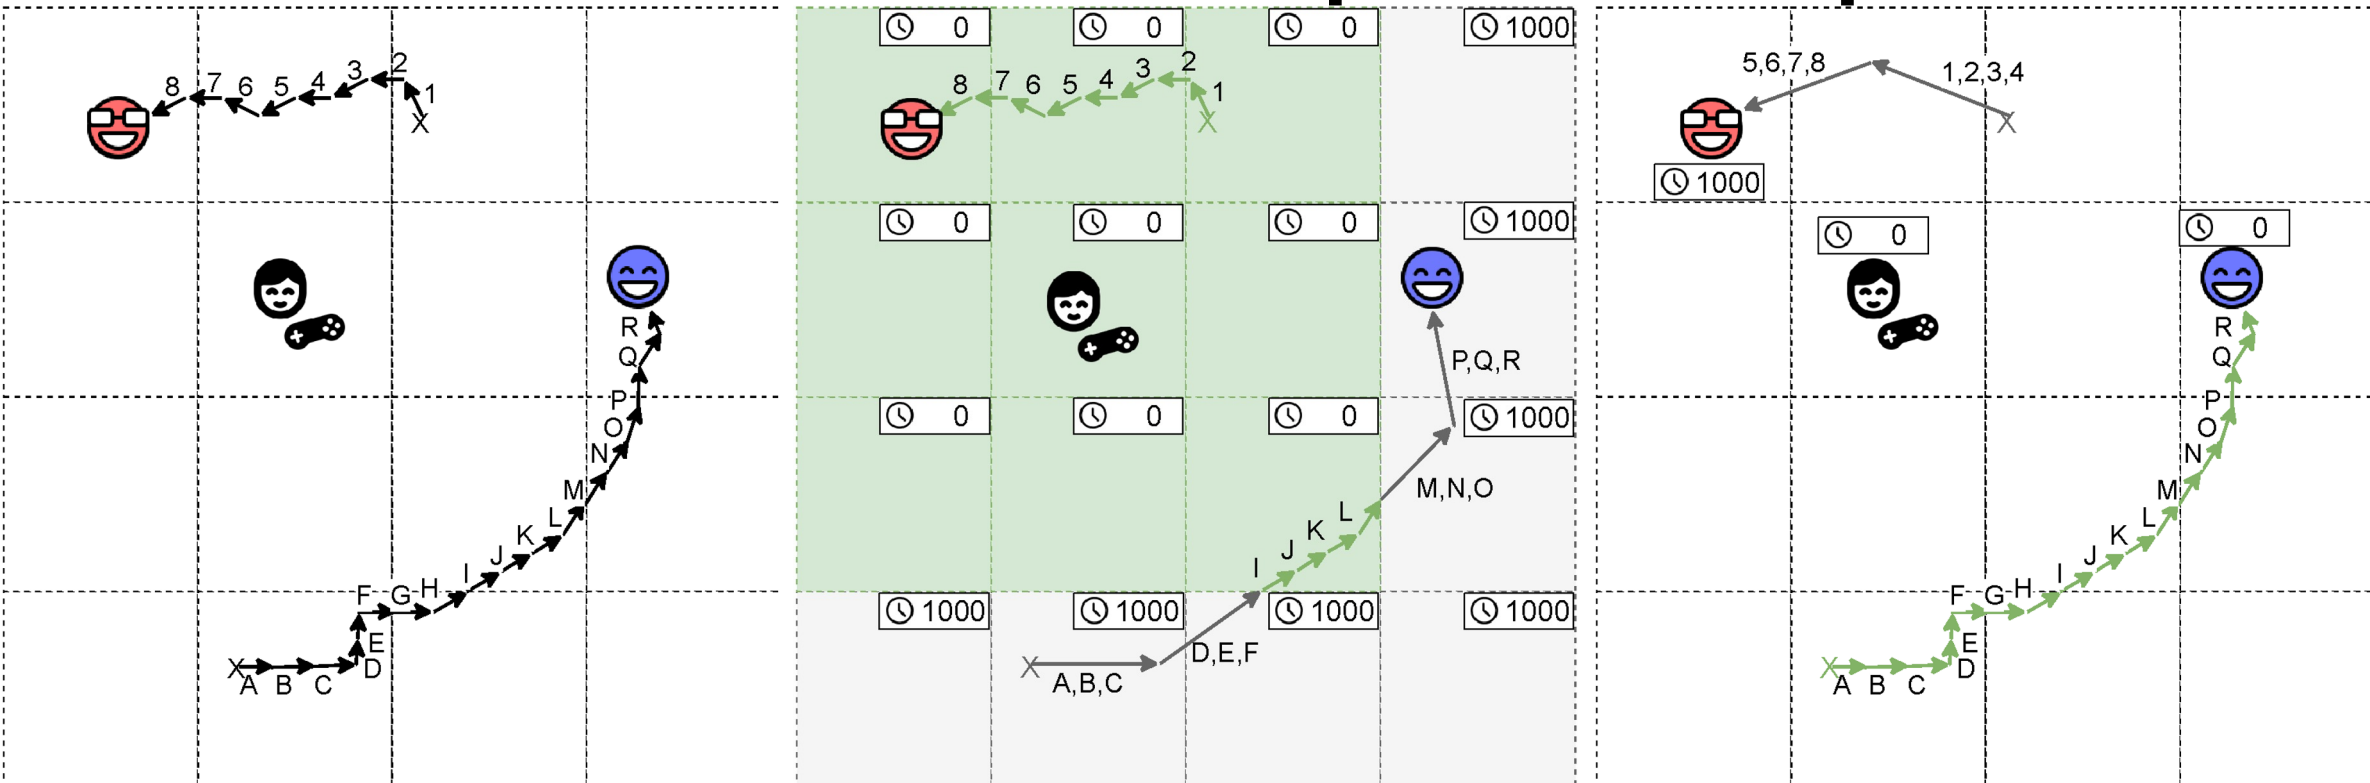 8
7
6
5
4
3
2
1
X
R
Q
P
O
N
M
L
K
J
I
H
G
F
E
D
X
A
B
C
0
0
0
1000
8
7
6
5
4
3
2
1
X
0
0
0
1000
P,Q,R
0
0
0
1000
M,N,O
L
K
J
I
1000
1000
1000
1000
D,E,F
X
A,B,C
5,6,7,8
1,2,3,4
X
1000
0
0
R
Q
P
O
N
M
L
K
J
I
H
G
F
E
D
X
A
B
C